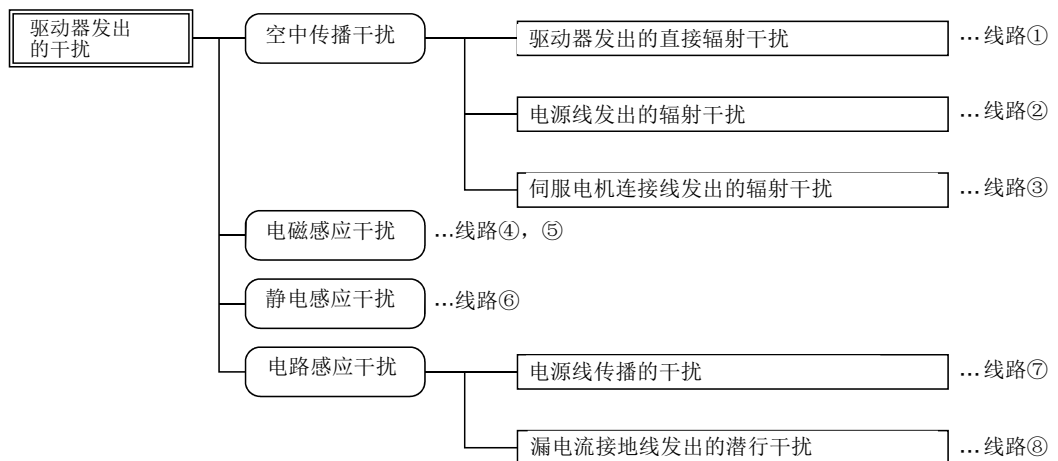 驱动器发出
的干扰
空中传播干扰
驱动器发出的直接辐射干扰
…线路①
电源线发出的辐射干扰
…线路②
伺服电机连接线发出的辐射干扰
…线路③
电磁感应干扰
…线路④，⑤
静电感应干扰
…线路⑥
电路感应干扰
电源线传播的干扰
…线路⑦
漏电流接地线发出的潜行干扰
…线路⑧